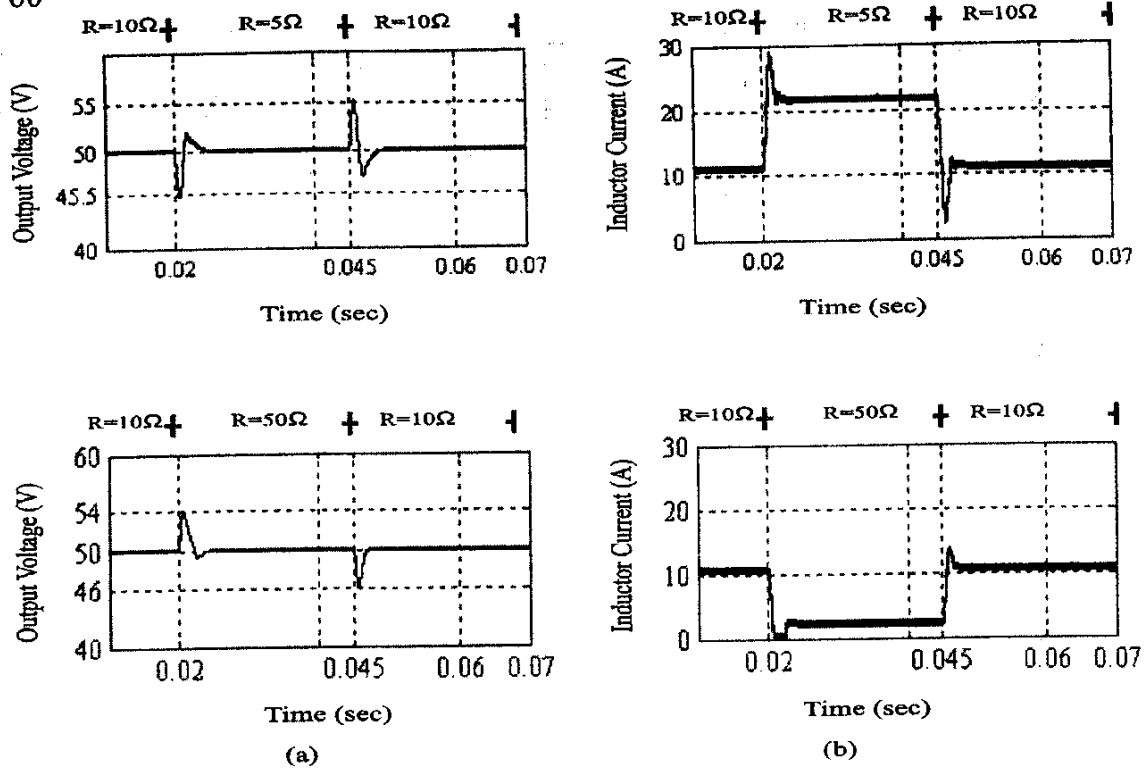 R=10Ω R=5Ω R=10Ω
Output Voltage (V)
55
50
45.5
40
0.02 0.045 0.06 0.07
Time (sec)
R=10Ω R=5Ω R=10Ω
Inductor Current (A)
30
20
10
0
0.02 0.045 0.06 0.07
Time (sec)
R=10Ω R=50Ω R=10Ω
Output Voltage (V)
60
54
50
46
40
0.02 0.045 0.06 0.07
Time (sec)
(a)
R=10Ω R=50Ω R=10Ω
Inductor Current (A)
30
20
10
0
0.02 0.045 0.06 0.07
Time (sec)
(b)